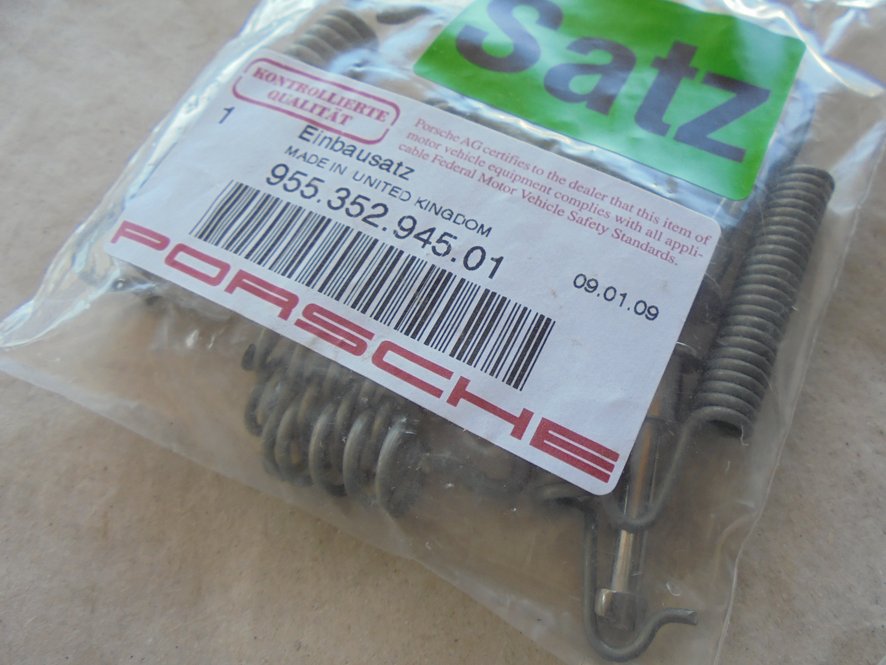 Satz
KONTROLLIERTE
QUALITÄT
Porsche AG certifies to the dealer that this item of
motor vehicle equipment complies with all appli-
cable Federal Motor Vehicle Safety Standards.
1
Einbausatz
MADE IN UNITED KINGDOM
955.352.945.01
09.01.09
PORSCHE